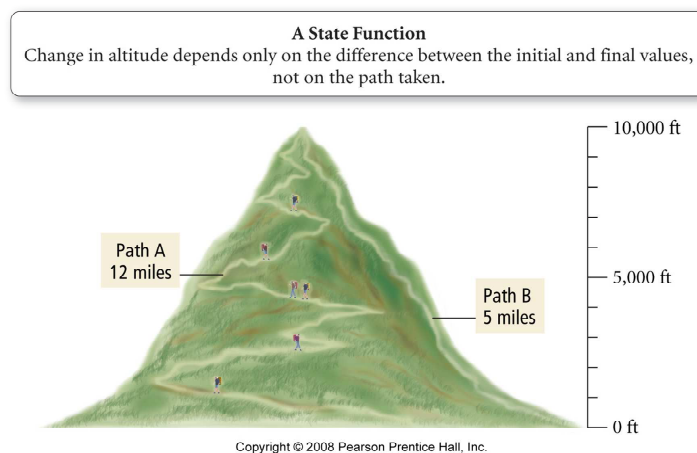 A State Function
Change in altitude depends only on the difference between the initial and final values,
not on the path taken.
10,000 ft
Path A
12 miles
5,000 ft
Path B
5 miles
0 ft
Copyright © 2008 Pearson Prentice Hall, Inc.